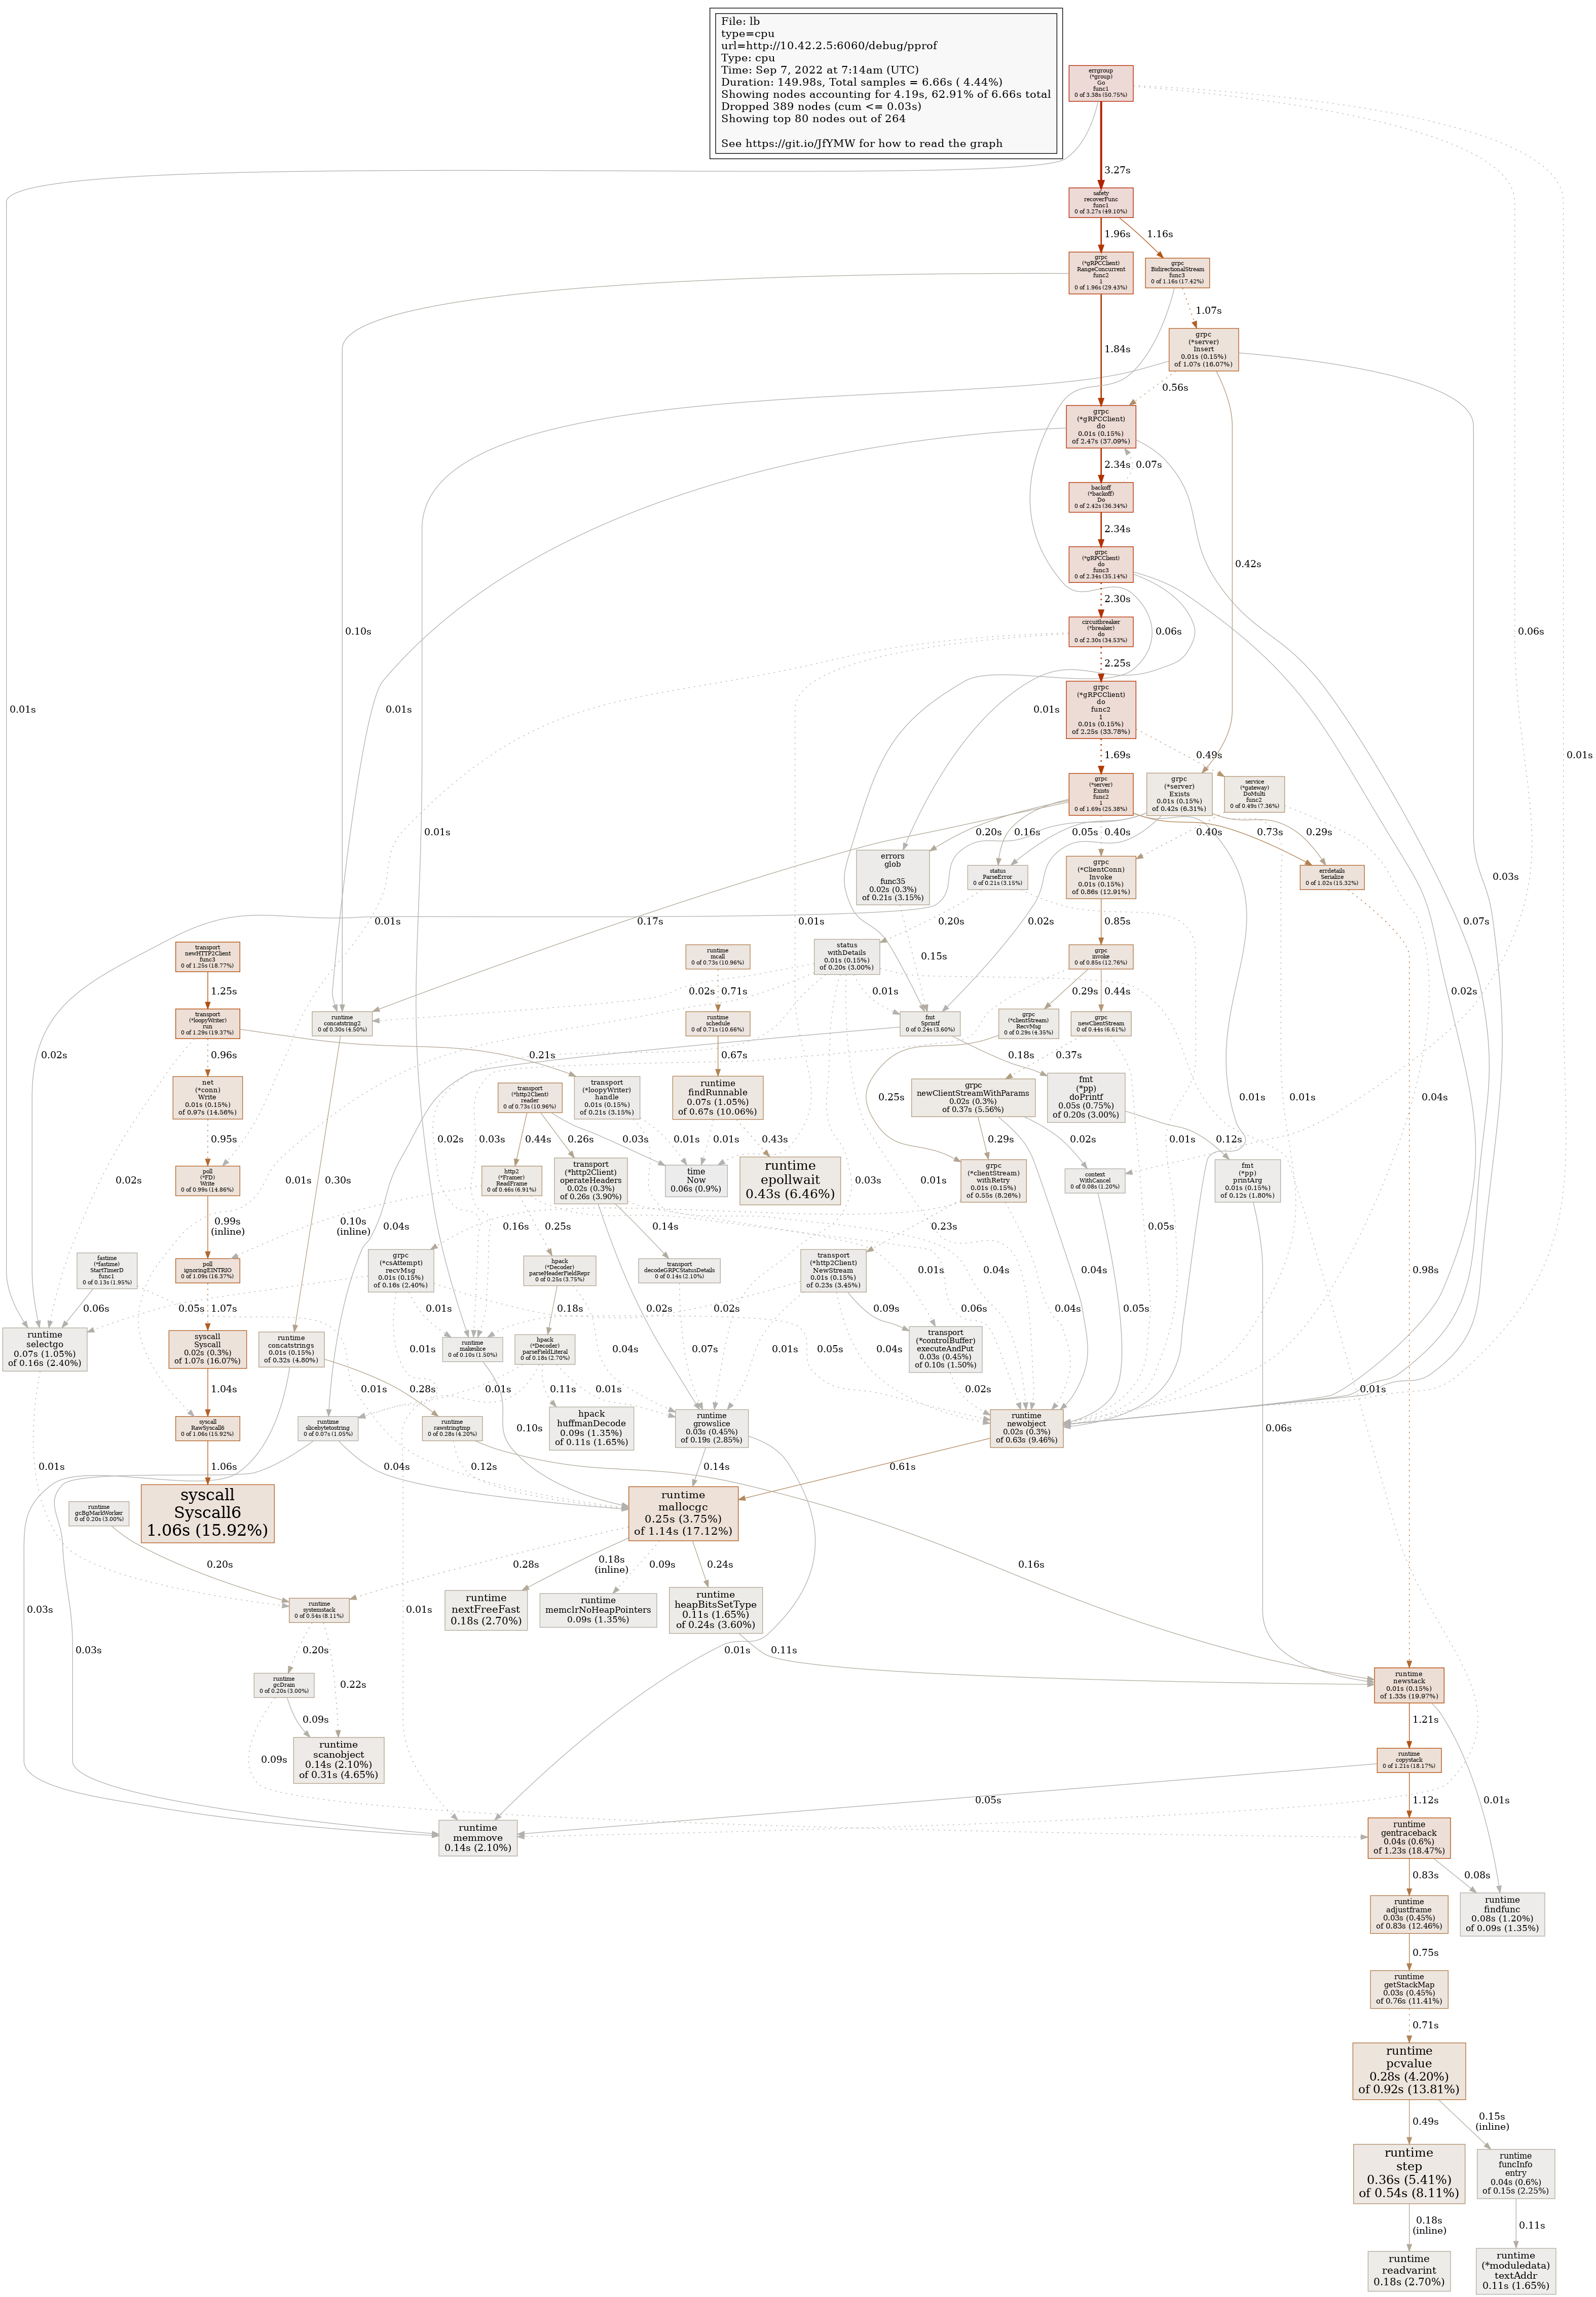 File: lb
type=cpu
url=http://10.42.2.5:6060/debug/pprof
Type: cpu
Time: Sep 7, 2022 at 7:14am (UTC)
Duration: 149.98s, Total samples = 6.66s ( 4.44%)
Showing nodes accounting for 4.19s, 62.91% of 6.66s total
Dropped 389 nodes (cum <= 0.03s)
Showing top 80 nodes out of 264
See https://git.io/JfYMW for how to read the graph
errgroup
(*group)
Go
func1
0 of 3.38s (50.75%)
3.27s
safety
recoverFunc
func1
0 of 3.27s (49.10%)
1.96s
1.16s
grpc
(*gRPCClient)
RangeConcurrent
func2
1
0 of 1.96s (29.43%)
grpc
BidirectionalStream
func3
0 of 1.16s (17.42%)
1.07s
grpc
(*server)
Insert
0.01s (0.15%)
of 1.07s (16.07%)
1.84s
0.56s
grpc
(*gRPCClient)
do
0.01s (0.15%)
of 2.47s (37.09%)
2.34s
0.07s
backoff
(*backoff)
Do
0 of 2.42s (36.34%)
2.34s
grpc
(*gRPCClient)
do
func3
0 of 2.34s (35.14%)
0.42s
2.30s
0.10s
circuitbreaker
(*breaker)
do
0 of 2.30s (34.53%)
0.06s
0.06s
2.25s
grpc
(*gRPCClient)
do
func2
1
0.01s (0.15%)
of 2.25s (33.78%)
0.01s
0.01s
0.01s
0.01s
1.69s
0.49s
grpc
(*server)
Exists
func2
1
0 of 1.69s (25.38%)
grpc
(*server)
Exists
0.01s (0.15%)
of 0.42s (6.31%)
service
(*gateway)
DoMulti
func2
0 of 0.49s (7.36%)
0.01s
0.20s
0.16s
0.05s
0.40s
0.40s
0.73s
0.29s
errors
glob

func35
0.02s (0.3%)
of 0.21s (3.15%)
status
ParseError
0 of 0.21s (3.15%)
grpc
(*ClientConn)
Invoke
0.01s (0.15%)
of 0.86s (12.91%)
errdetails
Serialize
0 of 1.02s (15.32%)
0.03s
0.01s
0.17s
0.01s
0.20s
0.02s
0.85s
0.07s
transport
newHTTP2Client
func3
0 of 1.25s (18.77%)
runtime
mcall
0 of 0.73s (10.96%)
status
withDetails
0.01s (0.15%)
of 0.20s (3.00%)
0.15s
grpc
invoke
0 of 0.85s (12.76%)
1.25s
0.02s
0.71s
0.01s
0.29s
0.44s
0.02s
transport
(*loopyWriter)
run
0 of 1.29s (19.37%)
runtime
concatstring2
0 of 0.30s (4.50%)
runtime
schedule
0 of 0.71s (10.66%)
fmt
Sprintf
0 of 0.24s (3.60%)
grpc
(*clientStream)
RecvMsg
0 of 0.29s (4.35%)
grpc
newClientStream
0 of 0.44s (6.61%)
0.02s
0.96s
0.21s
0.67s
0.18s
0.37s
net
(*conn)
Write
0.01s (0.15%)
of 0.97s (14.56%)
transport
(*http2Client)
reader
0 of 0.73s (10.96%)
transport
(*loopyWriter)
handle
0.01s (0.15%)
of 0.21s (3.15%)
runtime
findRunnable
0.07s (1.05%)
of 0.67s (10.06%)
grpc
newClientStreamWithParams
0.02s (0.3%)
of 0.37s (5.56%)
fmt
(*pp)
doPrintf
0.05s (0.75%)
of 0.20s (3.00%)
0.25s
0.01s
0.01s
0.04s
0.95s
0.02s
0.03s
0.44s
0.26s
0.03s
0.01s
0.01s
0.43s
0.29s
0.02s
0.12s
0.01s
poll
(*FD)
Write
0 of 0.99s (14.86%)
0.02s
0.01s
0.30s
http2
(*Framer)
ReadFrame
0 of 0.46s (6.91%)
transport
(*http2Client)
operateHeaders
0.02s (0.3%)
of 0.26s (3.90%)
time
Now
0.06s (0.9%)
runtime
epollwait
0.43s (6.46%)
0.03s
0.01s
grpc
(*clientStream)
withRetry
0.01s (0.15%)
of 0.55s (8.26%)
context
WithCancel
0 of 0.08s (1.20%)
fmt
(*pp)
printArg
0.01s (0.15%)
of 0.12s (1.80%)
0.99s
(inline)
0.10s
(inline)
0.04s
0.16s
0.25s
0.14s
0.23s
0.05s
fastime
(*fastime)
StartTimerD
func1
0 of 0.13s (1.95%)
poll
ignoringEINTRIO
0 of 1.09s (16.37%)
grpc
(*csAttempt)
recvMsg
0.01s (0.15%)
of 0.16s (2.40%)
hpack
(*Decoder)
parseHeaderFieldRepr
0 of 0.25s (3.75%)
transport
decodeGRPCStatusDetails
0 of 0.14s (2.10%)
transport
(*http2Client)
NewStream
0.01s (0.15%)
of 0.23s (3.45%)
0.01s
0.04s
0.04s
0.98s
0.06s
0.05s
1.07s
0.01s
0.18s
0.02s
0.02s
0.09s
0.06s
0.04s
0.05s
runtime
selectgo
0.07s (1.05%)
of 0.16s (2.40%)
syscall
Syscall
0.02s (0.3%)
of 1.07s (16.07%)
runtime
concatstrings
0.01s (0.15%)
of 0.32s (4.80%)
0.01s
runtime
makeslice
0 of 0.10s (1.50%)
hpack
(*Decoder)
parseFieldLiteral
0 of 0.18s (2.70%)
0.04s
0.07s
0.01s
0.05s
0.04s
transport
(*controlBuffer)
executeAndPut
0.03s (0.45%)
of 0.10s (1.50%)
1.04s
0.28s
0.01s
0.01s
0.11s
0.01s
0.02s
0.01s
syscall
RawSyscall6
0 of 1.06s (15.92%)
runtime
slicebytetostring
0 of 0.07s (1.05%)
runtime
rawstringtmp
0 of 0.28s (4.20%)
0.10s
hpack
huffmanDecode
0.09s (1.35%)
of 0.11s (1.65%)
runtime
growslice
0.03s (0.45%)
of 0.19s (2.85%)
runtime
newobject
0.02s (0.3%)
of 0.63s (9.46%)
0.06s
0.01s
1.06s
0.04s
0.12s
0.14s
0.61s
runtime
gcBgMarkWorker
0 of 0.20s (3.00%)
syscall
Syscall6
1.06s (15.92%)
runtime
mallocgc
0.25s (3.75%)
of 1.14s (17.12%)
0.20s
0.28s
0.18s
(inline)
0.09s
0.24s
0.16s
0.03s
0.03s
runtime
systemstack
0 of 0.54s (8.11%)
0.01s
runtime
nextFreeFast
0.18s (2.70%)
runtime
memclrNoHeapPointers
0.09s (1.35%)
runtime
heapBitsSetType
0.11s (1.65%)
of 0.24s (3.60%)
0.20s
0.22s
0.01s
0.11s
runtime
gcDrain
0 of 0.20s (3.00%)
runtime
newstack
0.01s (0.15%)
of 1.33s (19.97%)
0.09s
0.09s
1.21s
runtime
scanobject
0.14s (2.10%)
of 0.31s (4.65%)
runtime
copystack
0 of 1.21s (18.17%)
0.05s
1.12s
0.01s
runtime
memmove
0.14s (2.10%)
runtime
gentraceback
0.04s (0.6%)
of 1.23s (18.47%)
0.83s
0.08s
runtime
adjustframe
0.03s (0.45%)
of 0.83s (12.46%)
runtime
findfunc
0.08s (1.20%)
of 0.09s (1.35%)
0.75s
runtime
getStackMap
0.03s (0.45%)
of 0.76s (11.41%)
0.71s
runtime
pcvalue
0.28s (4.20%)
of 0.92s (13.81%)
0.49s
0.15s
(inline)
runtime
step
0.36s (5.41%)
of 0.54s (8.11%)
runtime
funcInfo
entry
0.04s (0.6%)
of 0.15s (2.25%)
0.18s
(inline)
0.11s
runtime
readvarint
0.18s (2.70%)
runtime
(*moduledata)
textAddr
0.11s (1.65%)